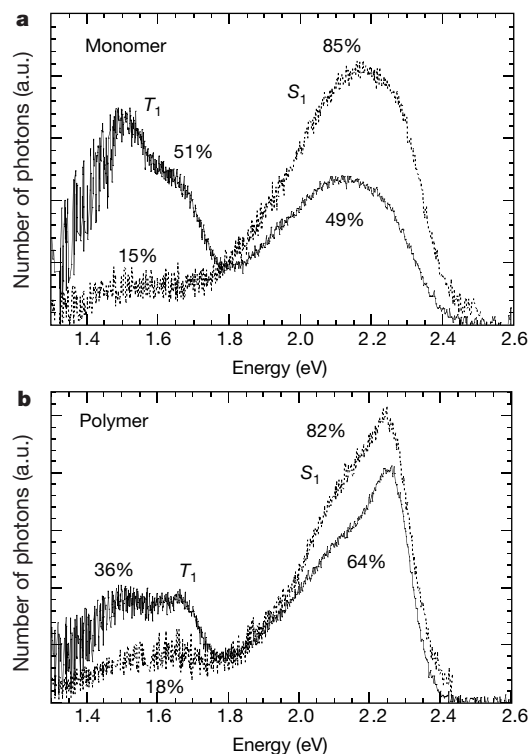 a
Monomer
85%
T1
S1
51%
49%
15%
Number of photons (a.u.)
1.4 1.6 1.8 2.0 2.2 2.4 2.6
Energy (eV)
b
Polymer
82%
S1
36%
T1
64%
18%
Number of photons (a.u.)
1.4 1.6 1.8 2.0 2.2 2.4 2.6
Energy (eV)